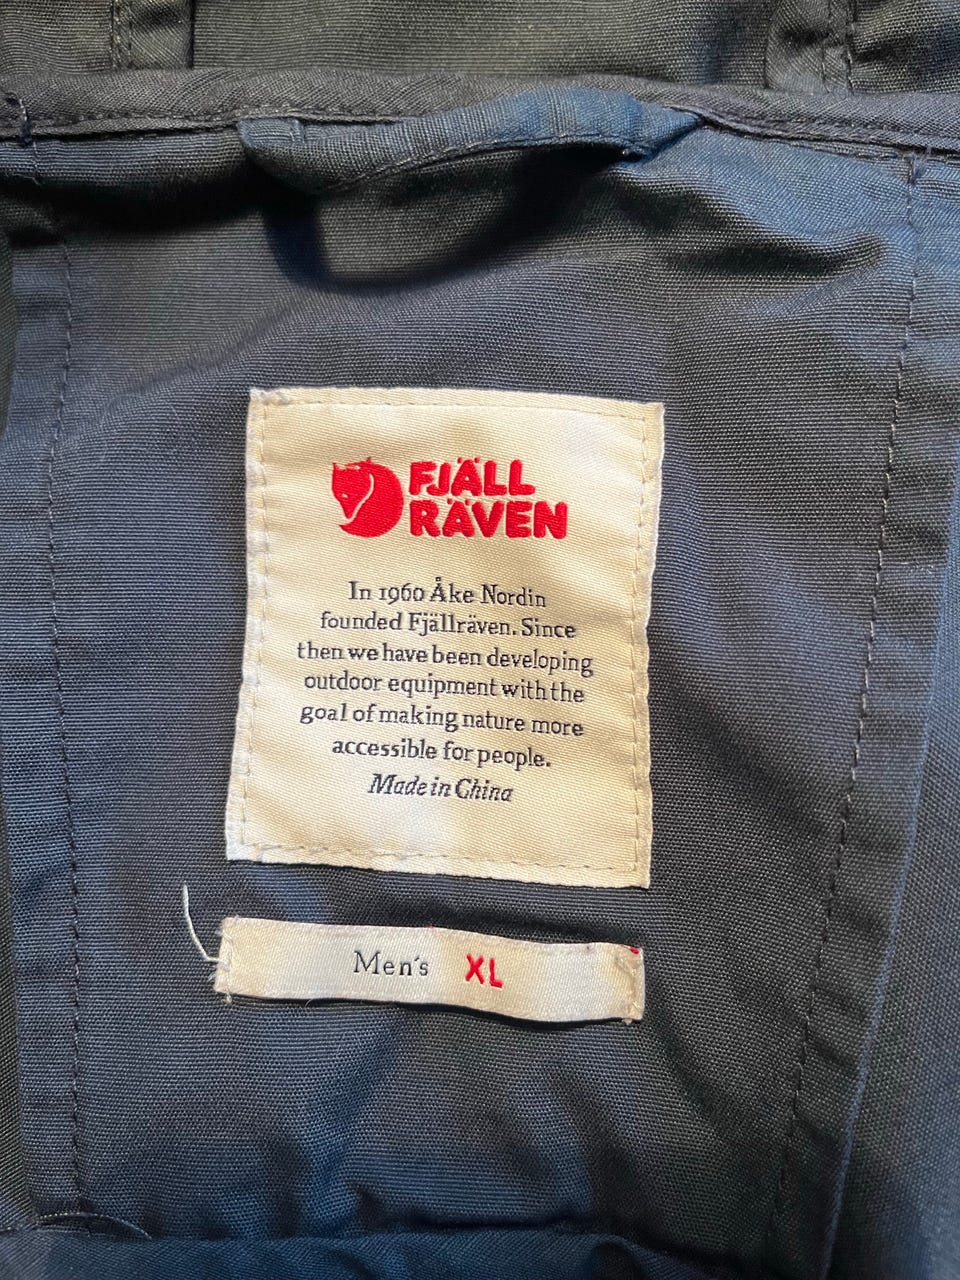 FJÄLL
RÄVEN
In 1960 Åke Nordin
founded Fjällräven. Since
then we have been developing
outdoor equipment with the
goal of making nature more
accessible for people.
Made in China
Men's XL